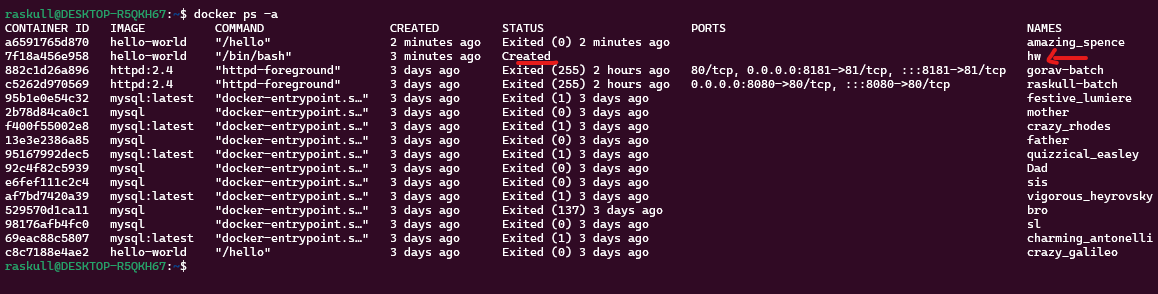 raskull@DESKTOP-R5QKH67:~$ docker ps -a
CONTAINER ID IMAGE COMMAND CREATED STATUS PORTS NAMES
a6591765d870 hello-world "/hello" 2 minutes ago Exited (0) 2 minutes ago amazing_spence
7f18a456e958 hello-world "/bin/bash" 3 minutes ago Created hw
882c1d26a896 httpd:2.4 "httpd-foreground" 3 days ago Exited (255) 2 hours ago 80/tcp, 0.0.0.0:8181->81/tcp, :::8181->81/tcp gorav-batch
c5262d970569 httpd:2.4 "httpd-foreground" 3 days ago Exited (255) 2 hours ago 0.0.0.0:8080->80/tcp, :::8080->80/tcp raskull-batch
95b1e0e54c32 mysql:latest "docker-entrypoint.s…" 3 days ago Exited (1) 3 days ago festive_lumiere
2b78d84ca0c1 mysql "docker-entrypoint.s…" 3 days ago Exited (0) 3 days ago mother
f400f55002e8 mysql:latest "docker-entrypoint.s…" 3 days ago Exited (1) 3 days ago crazy_rhodes
13e3e2386a85 mysql "docker-entrypoint.s…" 3 days ago Exited (0) 3 days ago father
95167992dec5 mysql:latest "docker-entrypoint.s…" 3 days ago Exited (1) 3 days ago quizzical_easley
92c4f82c5939 mysql "docker-entrypoint.s…" 3 days ago Exited (0) 3 days ago Dad
e6fef111c2c4 mysql "docker-entrypoint.s…" 3 days ago Exited (0) 3 days ago sis
af7bd7420a39 mysql:latest "docker-entrypoint.s…" 3 days ago Exited (1) 3 days ago vigorous_heyrovsky
529570d1ca11 mysql "docker-entrypoint.s…" 3 days ago Exited (137) 3 days ago bro
98176afb4fc0 mysql "docker-entrypoint.s…" 3 days ago Exited (0) 3 days ago sl
69eac88c5807 mysql:latest "docker-entrypoint.s…" 3 days ago Exited (1) 3 days ago charming_antonelli
c8c7188e4ae2 hello-world "/hello" 3 days ago Exited (0) 3 days ago crazy_galileo
raskull@DESKTOP-R5QKH67:~$